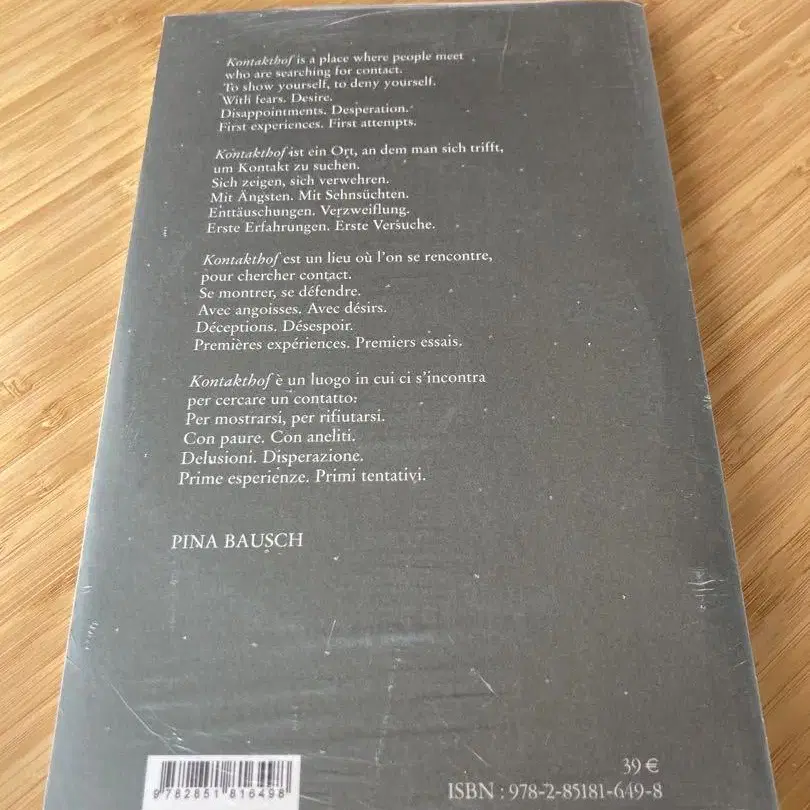 Kontakthof is a place where people meet
who are searching for contact.
To show yourself, to deny yourself.
With fears. Desire.
Disappointments. Desperation.
First experiences. First attempts.
Kontakthof ist ein Ort, an dem man sich trifft,
um Kontakt zu suchen.
Sich zeigen, sich verwehren.
Mit Ängsten. Mit Sehnsüchten.
Enttäuschungen. Verzweiflung.
Erste Erfahrungen. Erste Versuche.
Kontakthof est un lieu où l'on se rencontre,
pour chercher contact.
Se montrer, se défendre.
Avec angoisses. Avec désirs.
Déceptions. Désespoir.
Premières expériences. Premiers essais.
Kontakthof è un luogo in cui ci s'incontra
per cercare un contatto.
Per mostrarsi, per rifiutarsi.
Con paure. Con aneliti.
Delusioni. Disperazione.
Prime esperienze. Primi tentativi.
PINA BAUSCH
39 €
9 782851 816498
ISBN : 978-2-85181-649-8